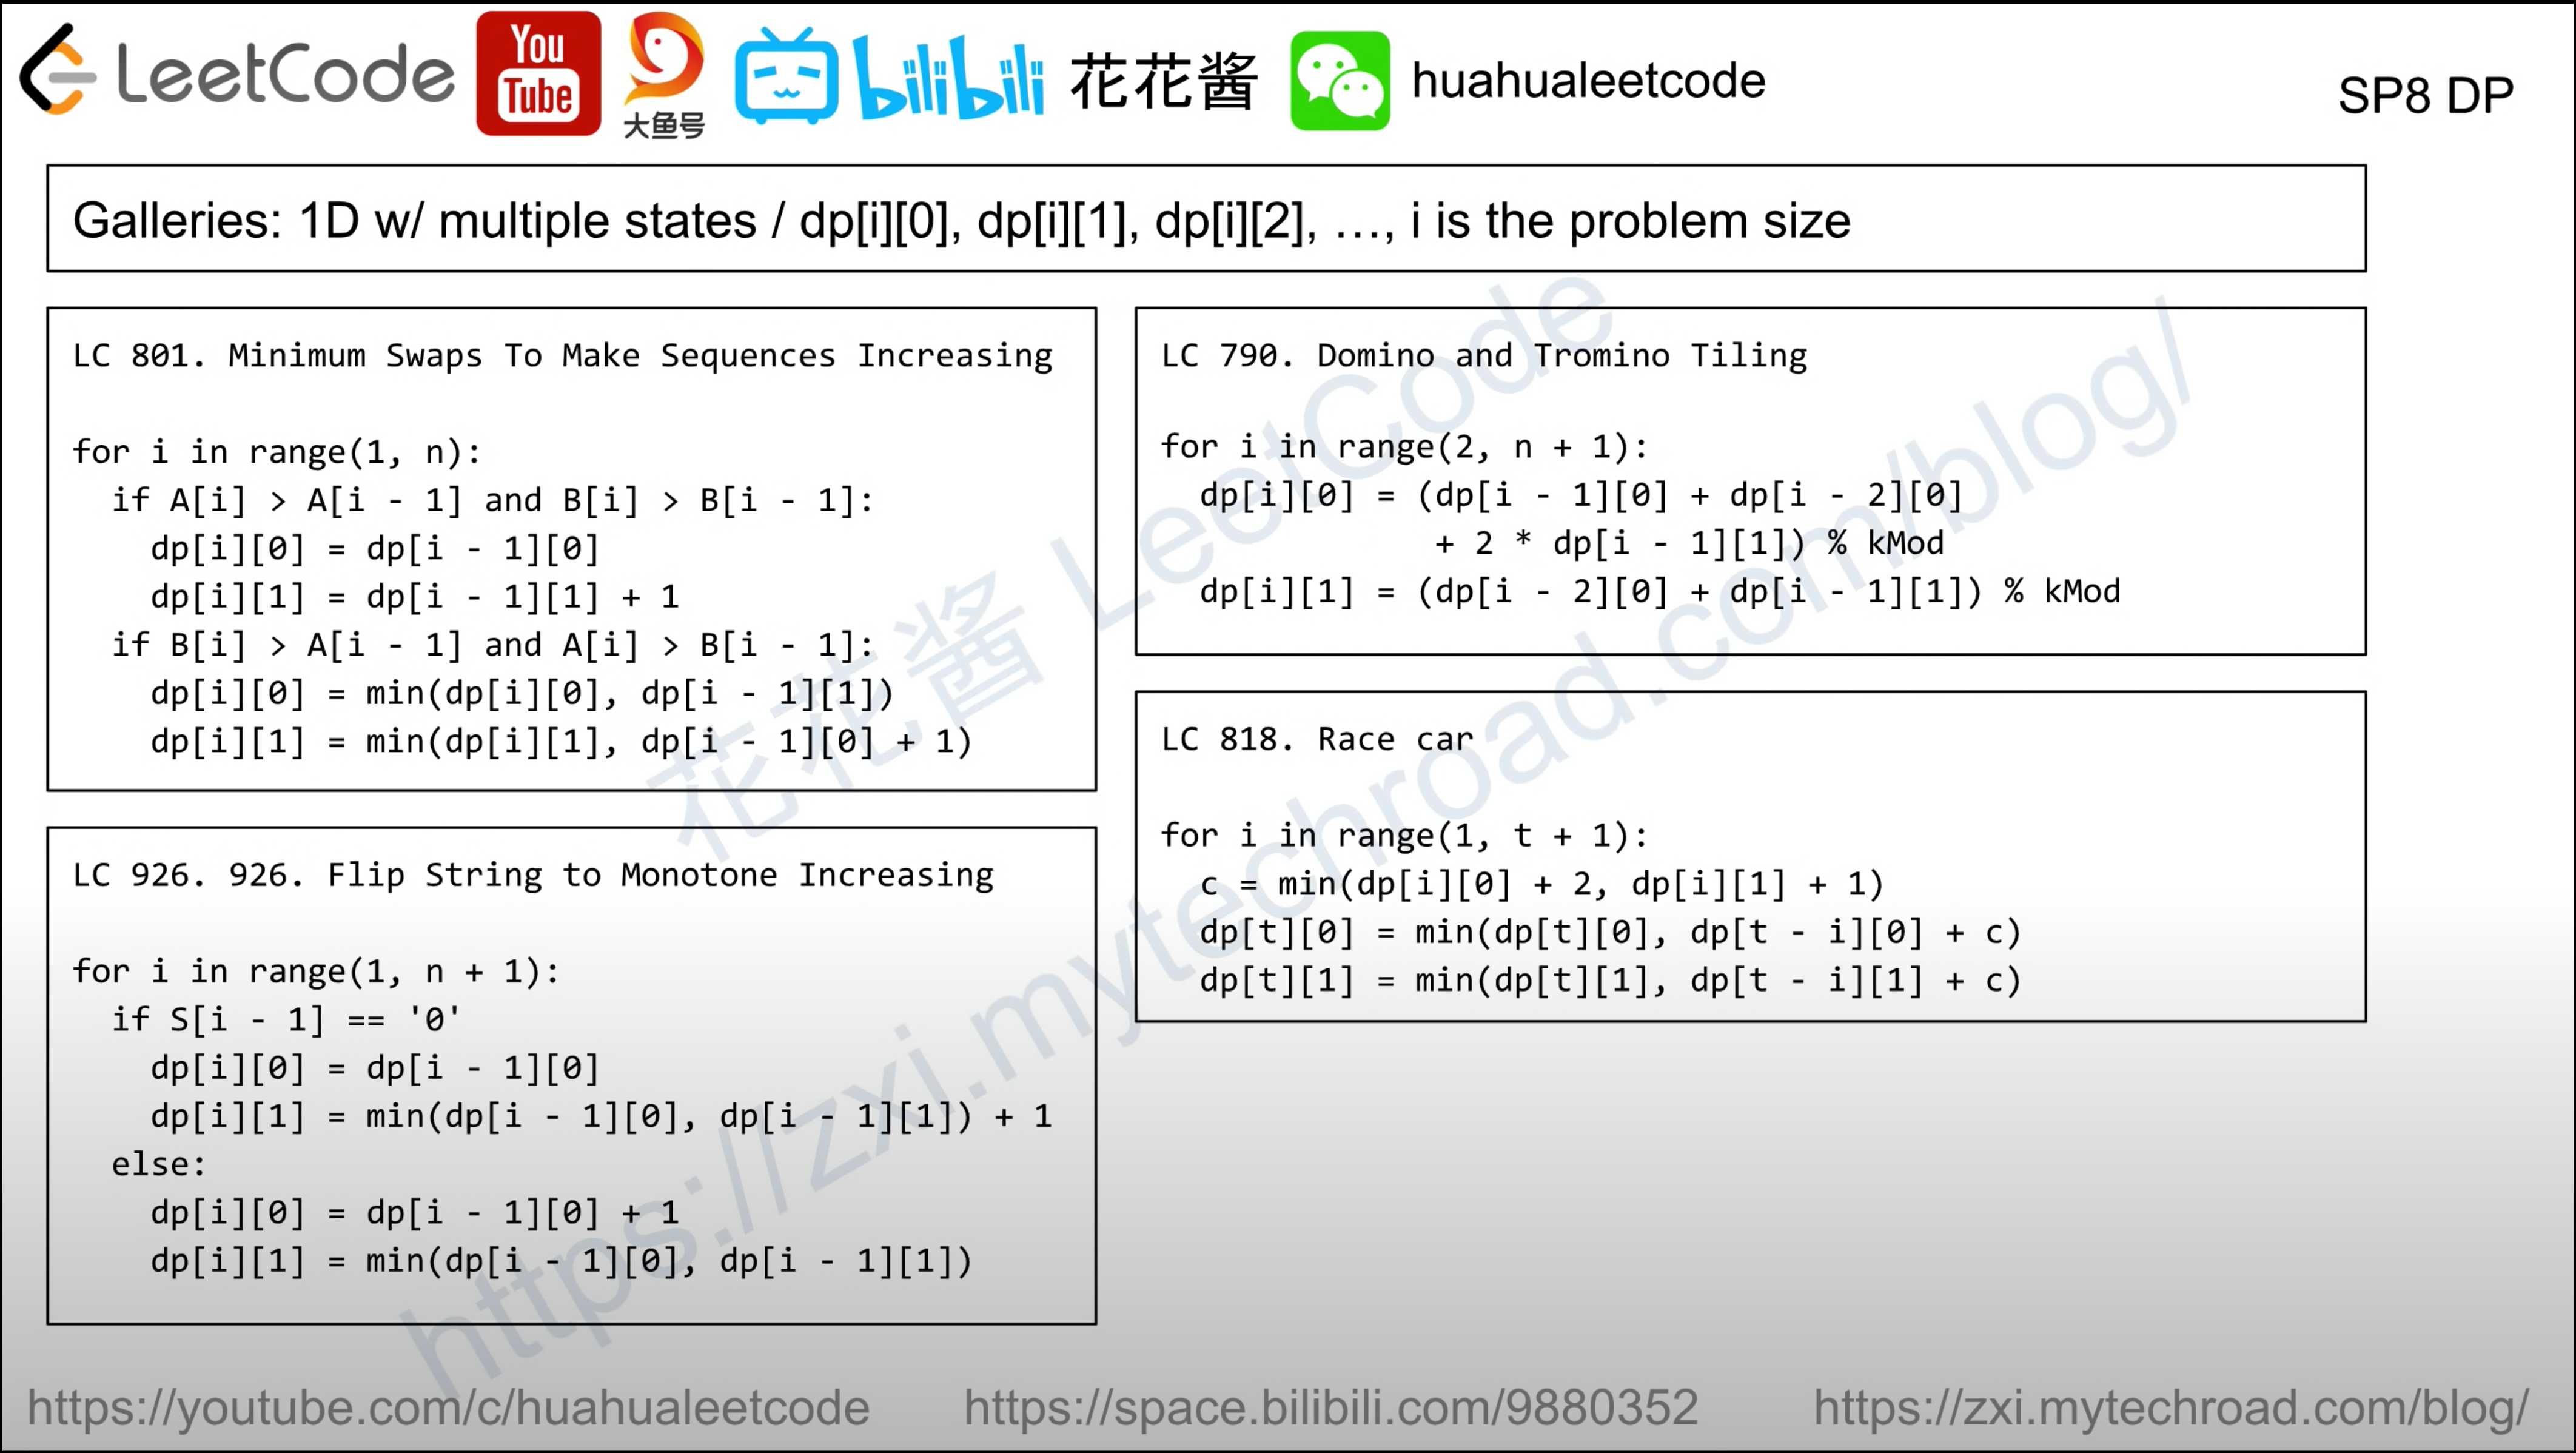 LeetCode You Tube 大鱼号 bilibili 花花酱 huahualeetcode
SP8 DP
Galleries: 1D w/ multiple states / dp[i][0], dp[i][1], dp[i][2], …, i is the problem size
LC 801. Minimum Swaps To Make Sequences Increasing
for i in range(1, n):
  if A[i] > A[i - 1] and B[i] > B[i - 1]:
    dp[i][0] = dp[i - 1][0]
    dp[i][1] = dp[i - 1][1] + 1
  if B[i] > A[i - 1] and A[i] > B[i - 1]:
    dp[i][0] = min(dp[i][0], dp[i - 1][1])
    dp[i][1] = min(dp[i][1], dp[i - 1][0] + 1)
LC 926. 926. Flip String to Monotone Increasing
for i in range(1, n + 1):
  if S[i - 1] == '0'
    dp[i][0] = dp[i - 1][0]
    dp[i][1] = min(dp[i - 1][0], dp[i - 1][1]) + 1
  else:
    dp[i][0] = dp[i - 1][0] + 1
    dp[i][1] = min(dp[i - 1][0], dp[i - 1][1])
LC 790. Domino and Tromino Tiling
for i in range(2, n + 1):
  dp[i][0] = (dp[i - 1][0] + dp[i - 2][0]
              + 2 * dp[i - 1][1]) % kMod
  dp[i][1] = (dp[i - 2][0] + dp[i - 1][1]) % kMod
LC 818. Race car
for i in range(1, t + 1):
  c = min(dp[i][0] + 2, dp[i][1] + 1)
  dp[t][0] = min(dp[t][0], dp[t - i][0] + c)
  dp[t][1] = min(dp[t][1], dp[t - i][1] + c)
花花酱 LeetCode
https://zxi.mytechroad.com/blog/
https://youtube.com/c/huahualeetcode
https://space.bilibili.com/9880352
https://zxi.mytechroad.com/blog/